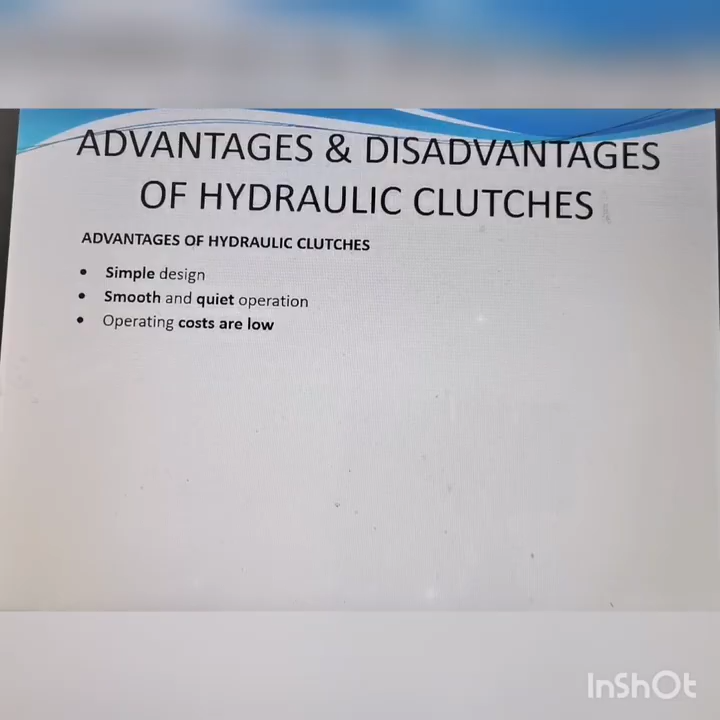 ADVANTAGES & DISADVANTAGES
OF HYDRAULIC CLUTCHES
ADVANTAGES OF HYDRAULIC CLUTCHES
• Simple design
• Smooth and quiet operation
• Operating costs are low
InShOt